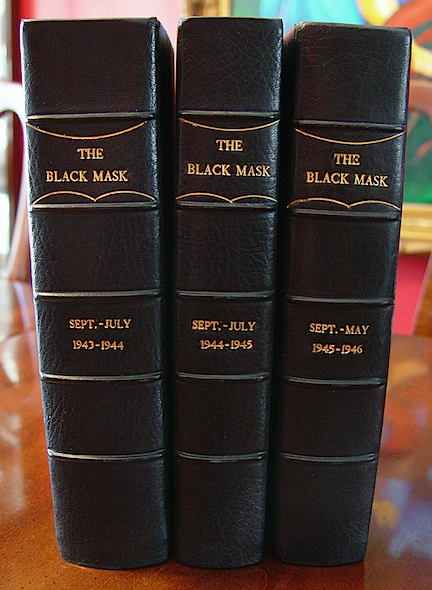 THE
BLACK MASK
SEPT.-JULY
1943-1944
THE
BLACK MASK
SEPT.-JULY
1944-1945
THE
BLACK MASK
SEPT.-MAY
1945-1946